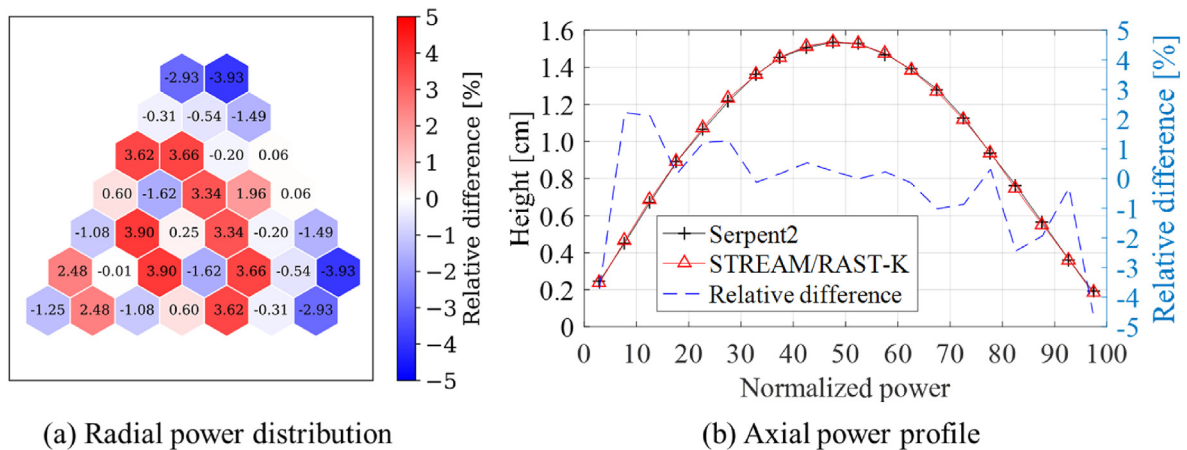 -2.93 -3.93
-0.31 -0.54 -1.49
3.62 3.66 -0.20 0.06
0.60 -1.62 3.34 1.96 0.06
-1.08 3.90 0.25 3.34 -0.20 -1.49
2.48 -0.01 3.90 -1.62 3.66 -0.54 -3.93
-1.25 2.48 -1.08 0.60 3.62 -0.31 -2.93
5
4
3
2
1
0
−1
−2
−3
−4
−5
Relative difference [%]
(a) Radial power distribution
Height [cm]
1.6
1.4
1.2
1.0
0.8
0.6
0.4
0.2
0
Serpent2
STREAM/RAST-K
Relative difference
5
4
3
2
1
0
-1
-2
-3
-4
-5
Relative difference [%]
0 10 20 30 40 50 60 70 80 90 100
Normalized power
(b) Axial power profile